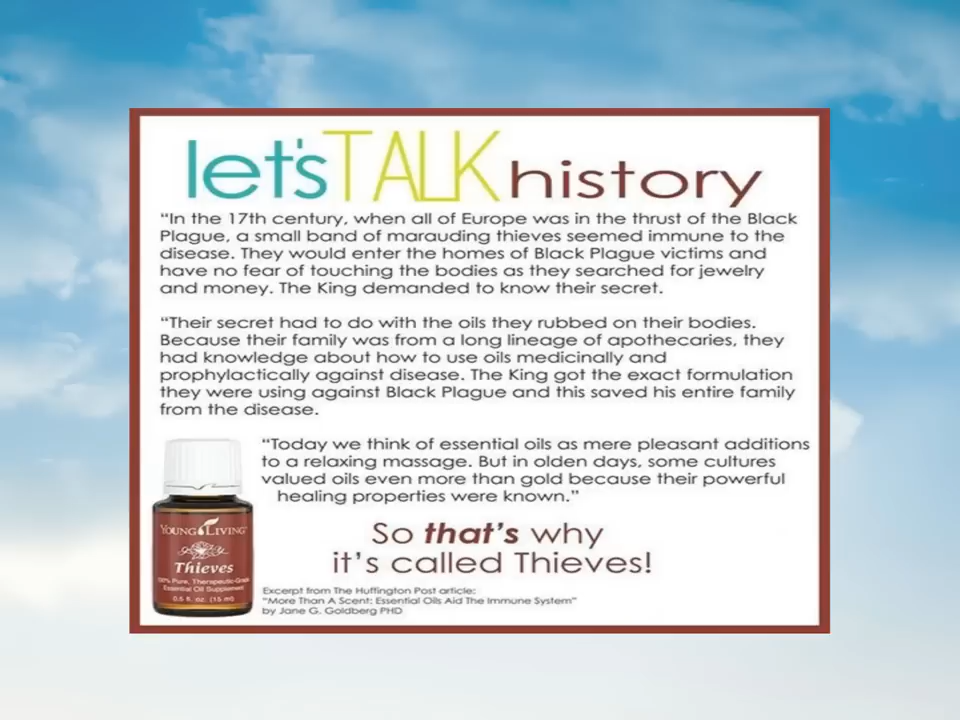 let's TALK history
“In the 17th century, when all of Europe was in the thrust of the Black
Plague, a small band of marauding thieves seemed immune to the
disease. They would enter the homes of Black Plague victims and
have no fear of touching the bodies as they searched for jewelry
and money. The King demanded to know their secret.
“Their secret had to do with the oils they rubbed on their bodies.
Because their family was from a long lineage of apothecaries, they
had knowledge about how to use oils medicinally and
prophylactically against disease. The King got the exact formulation
they were using against Black Plague and this saved his entire family
from the disease.
“Today we think of essential oils as mere pleasant additions
to a relaxing massage. But in olden days, some cultures
valued oils even more than gold because their powerful
healing properties were known.”
So that's why
it's called Thieves!
Excerpt from The Huffington Post article:
“More Than A Scent: Essential Oils Aid The Immune System”
by Jane G. Goldberg PHD
YOUNG LIVING™
Thieves
100% Pure, Therapeutic-Grade
Essential Oil Supplement
0.5 fl. oz. (15 ml)